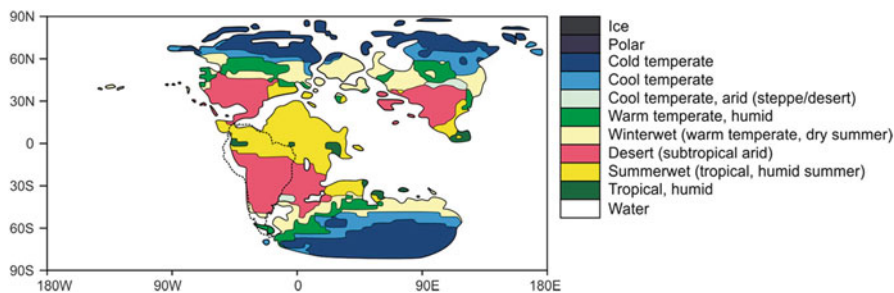 90N
60N
30N
0
30S
60S
90S
180W 90W 0 90E 180E
Ice
Polar
Cold temperate
Cool temperate
Cool temperate, arid (steppe/desert)
Warm temperate, humid
Winterwet (warm temperate, dry summer)
Desert (subtropical arid)
Summerwet (tropical, humid summer)
Tropical, humid
Water